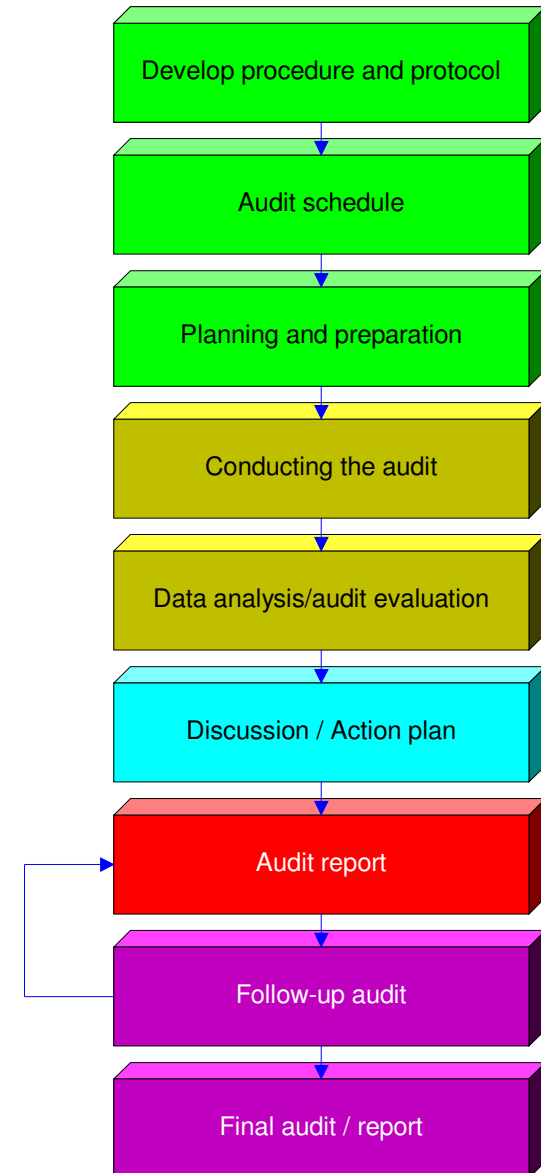 Develop procedure and protocol
Audit schedule
Planning and preparation
Conducting the audit
Data analysis/audit evaluation
Discussion / Action plan
Audit report
Follow-up audit
Final audit / report